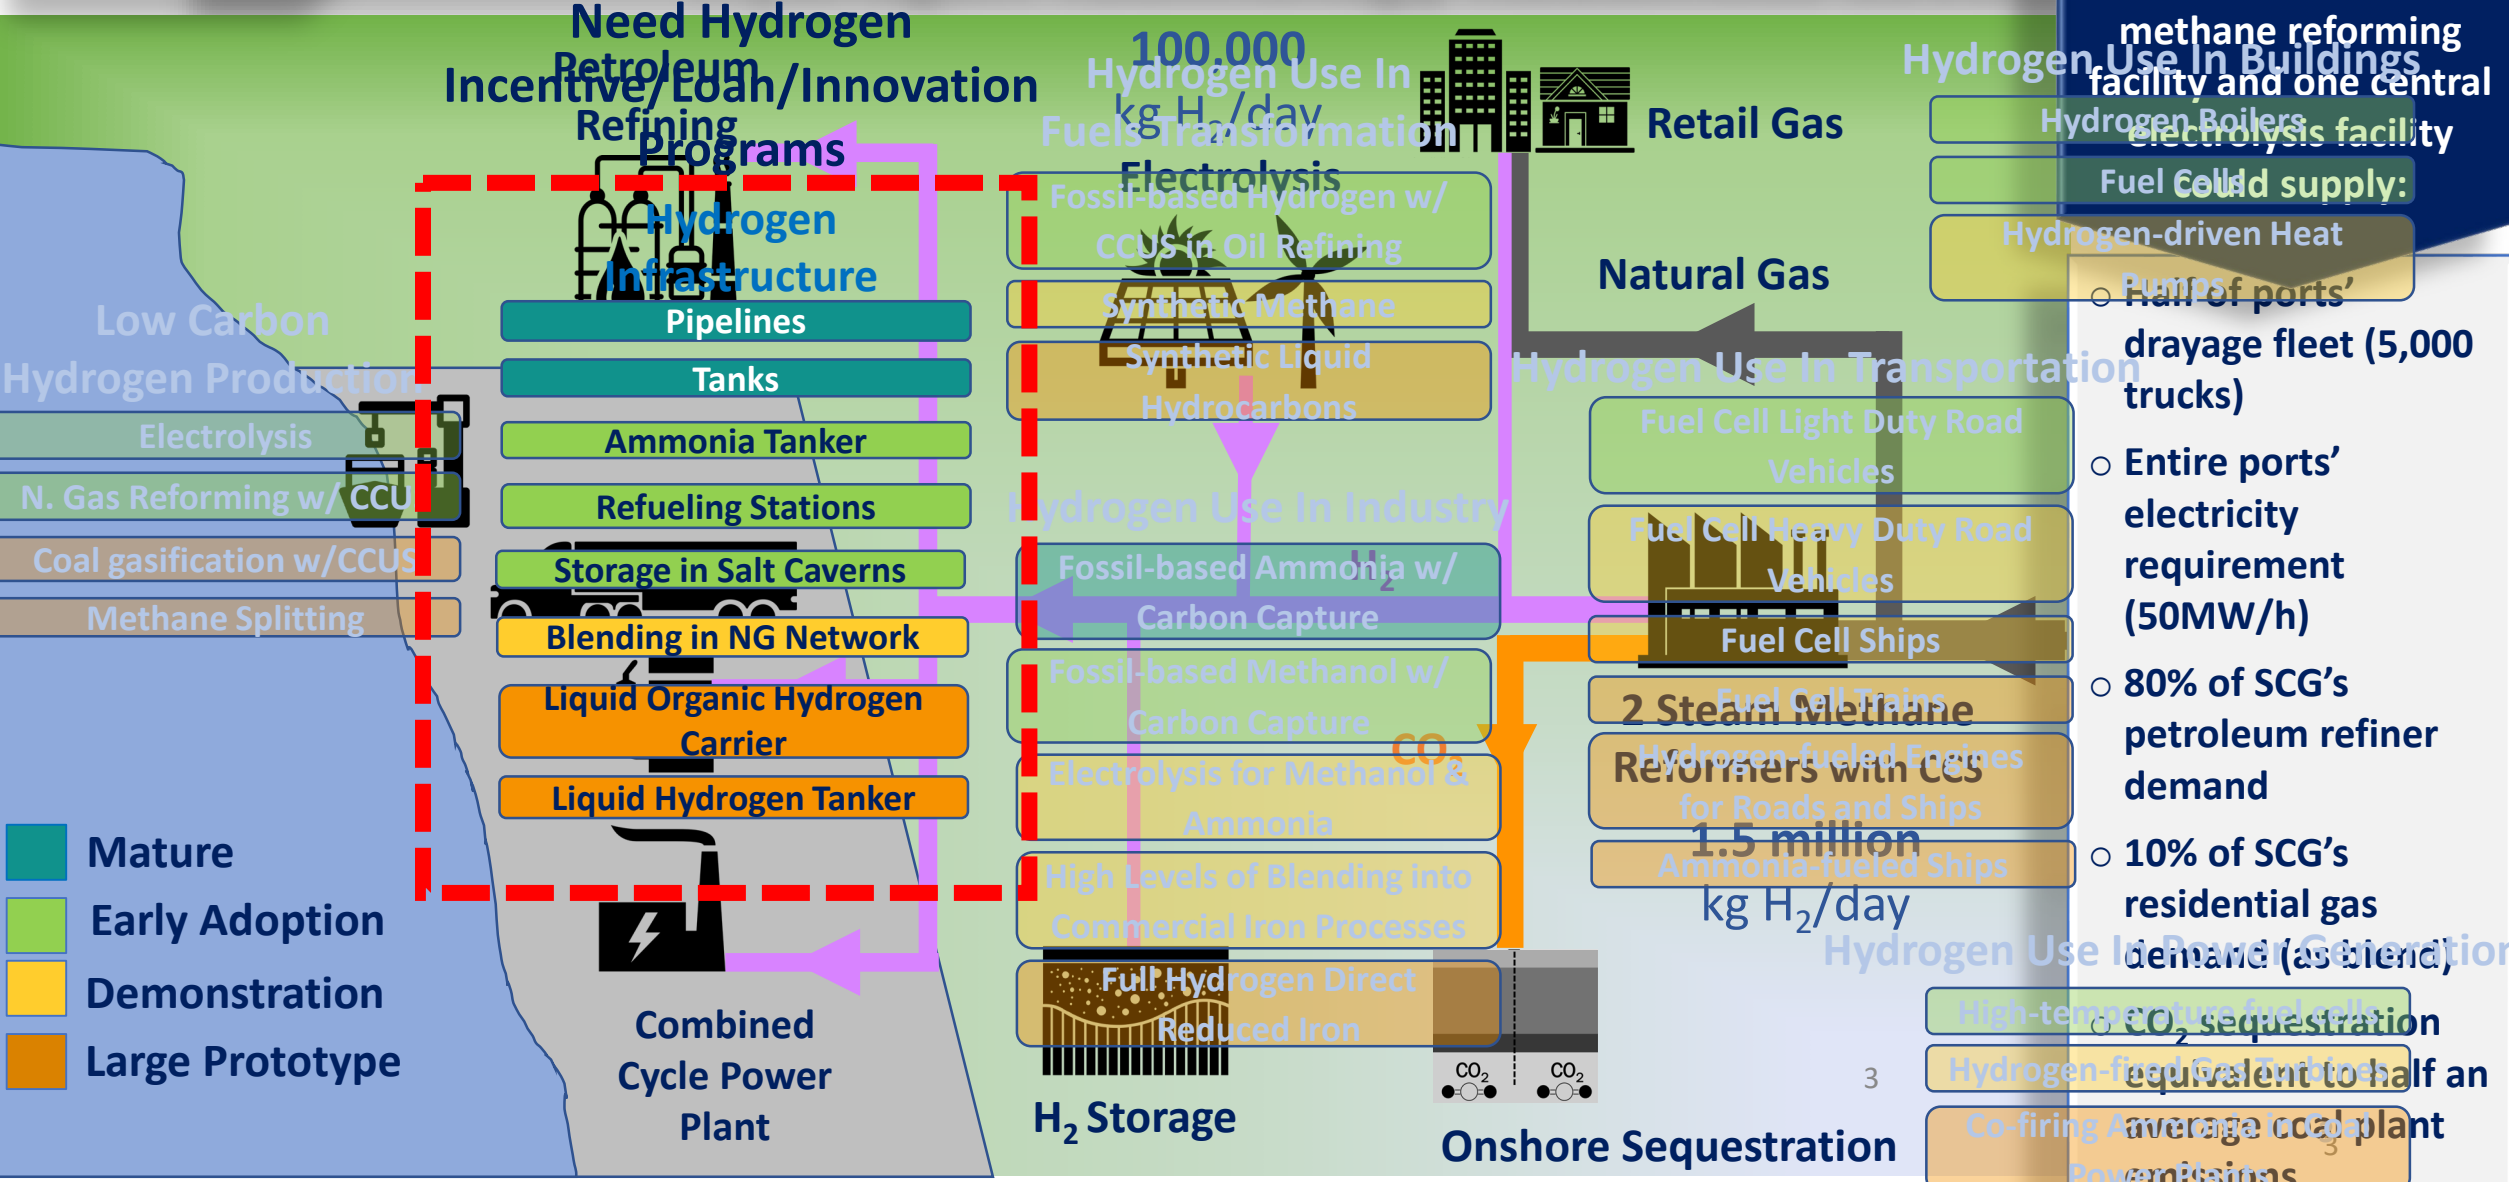 Need Hydrogen
Incentive/Loan/Innovation
Programs
Petroleum
Refining
Hydrogen
Infrastructure
Pipelines
Tanks
Ammonia Tanker
Refueling Stations
Storage in Salt Caverns
Blending in NG Network
Liquid Organic Hydrogen
Carrier
Liquid Hydrogen Tanker
Low Carbon
Hydrogen Production
Electrolysis
N. Gas Reforming w/ CCU
Coal gasification w/CCUS
Methane Splitting
Mature
Early Adoption
Demonstration
Large Prototype
Combined
Cycle Power
Plant
100,000
kg H₂/day
Electrolysis
Hydrogen Use In
Fuels Transformation
Fossil-based Hydrogen w/
CCUS in Oil Refining
Synthetic Methane
Synthetic Liquid
Hydrocarbons
Hydrogen Use In Industry
Fossil-based Ammonia w/
Carbon Capture
Fossil-based Methanol w/
Carbon Capture
Electrolysis for Methanol &
Ammonia
High Levels of Blending into
Commercial Iron Processes
Full Hydrogen Direct
Reduced Iron
H₂
CO₂
H₂ Storage
CO₂
CO₂
Onshore Sequestration
Retail Gas
Natural Gas
Hydrogen Use In Transportation
Fuel Cell Light Duty Road
Vehicles
Fuel Cell Heavy Duty Road
Vehicles
Fuel Cell Ships
Fuel Cell Trains
Hydrogen-fueled Engines
for Roads and Ships
Ammonia-fueled Ships
2 Steam Methane
Reformers with CCS
1.5 million
kg H₂/day
3
Hydrogen Use In Buildings
Hydrogen Boilers
Fuel Cells
Hydrogen-driven Heat
Pumps
methane reforming
facility and one central
electrolysis facility
could supply:
○ Half of ports’
drayage fleet (5,000
trucks)
○ Entire ports’
electricity
requirement
(50MW/h)
○ 80% of SCG’s
petroleum refiner
demand
○ 10% of SCG’s
residential gas
demand (as blend)
○ CO₂ sequestration
equivalent to half an
average coal plant
emissions
Hydrogen Use In Power Generation
High-temperature fuel cells
Hydrogen-fired Gas Turbines
Co-firing Ammonia in Coal
Power Plants
3